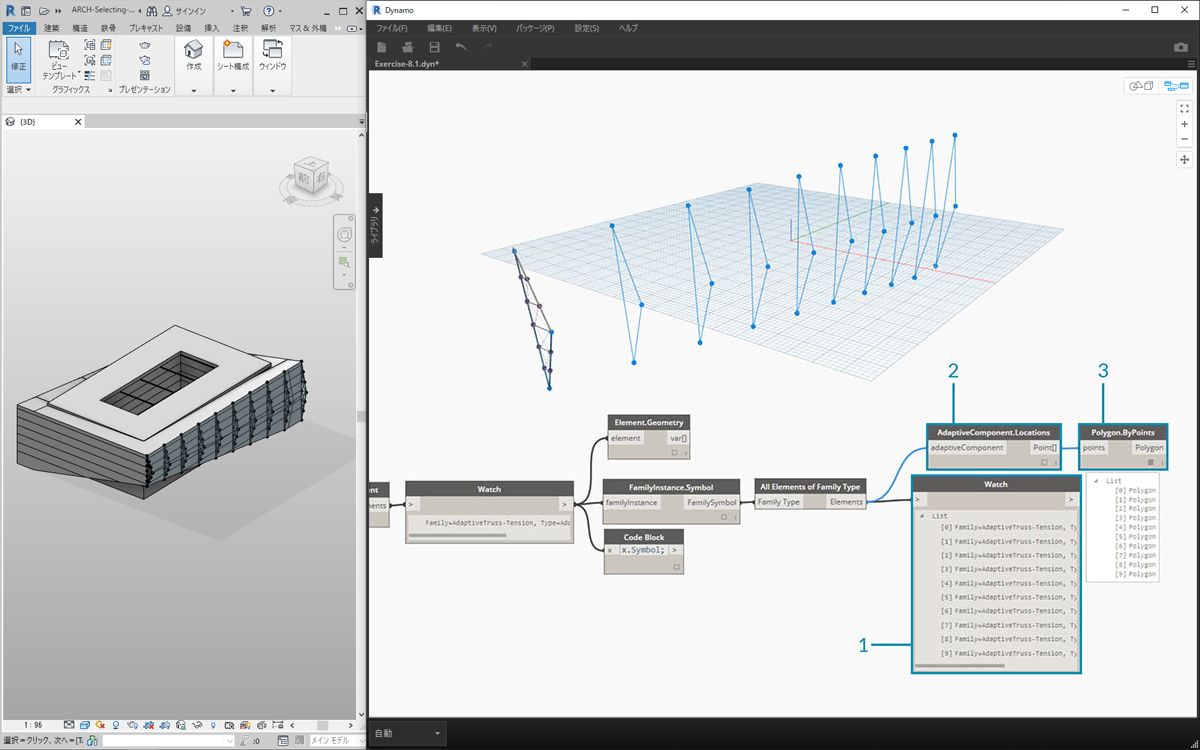 ARCH-Selecting-...
サインイン
ファイル 建築 構造 鉄骨 プレキャスト 設備 挿入 注釈 解析 マス & 外構
修正
ビュー
テンプレート
作成
シート構成
ウィンドウ
選択 グラフィックス プレゼンテーション
{3D}
上
前 右
1 : 96
選択 = クリック、次へ = [T
:0
メイン モデル
Dynamo
ファイル(F) 編集(E) 表示(V) パッケージ(P) 設定(S) ヘルプ
Exercise-8.1.dyn*
ライブラリ
2
3
Element.Geometry
element var[]
AdaptiveComponent.Locations
adaptiveComponent Point[]
Polygon.ByPoints
points Polygon
ent
ments
Watch
> >
Family=AdaptiveTruss-Tension, Type=Ada
FamilyInstance.Symbol
familyInstance FamilySymbol
All Elements of Family Type
Family Type Elements
Code Block
x x.Symbol; >
Watch
> >
List
[0] Family=AdaptiveTruss-Tension, Ty
[1] Family=AdaptiveTruss-Tension, Ty
[2] Family=AdaptiveTruss-Tension, Ty
[3] Family=AdaptiveTruss-Tension, Ty
[4] Family=AdaptiveTruss-Tension, Ty
[5] Family=AdaptiveTruss-Tension, Ty
[6] Family=AdaptiveTruss-Tension, Ty
[7] Family=AdaptiveTruss-Tension, Ty
[8] Family=AdaptiveTruss-Tension, Ty
[9] Family=AdaptiveTruss-Tension, Ty
List
[0] Polygon
[1] Polygon
[2] Polygon
[3] Polygon
[4] Polygon
[5] Polygon
[6] Polygon
[7] Polygon
[8] Polygon
[9] Polygon
1
自動